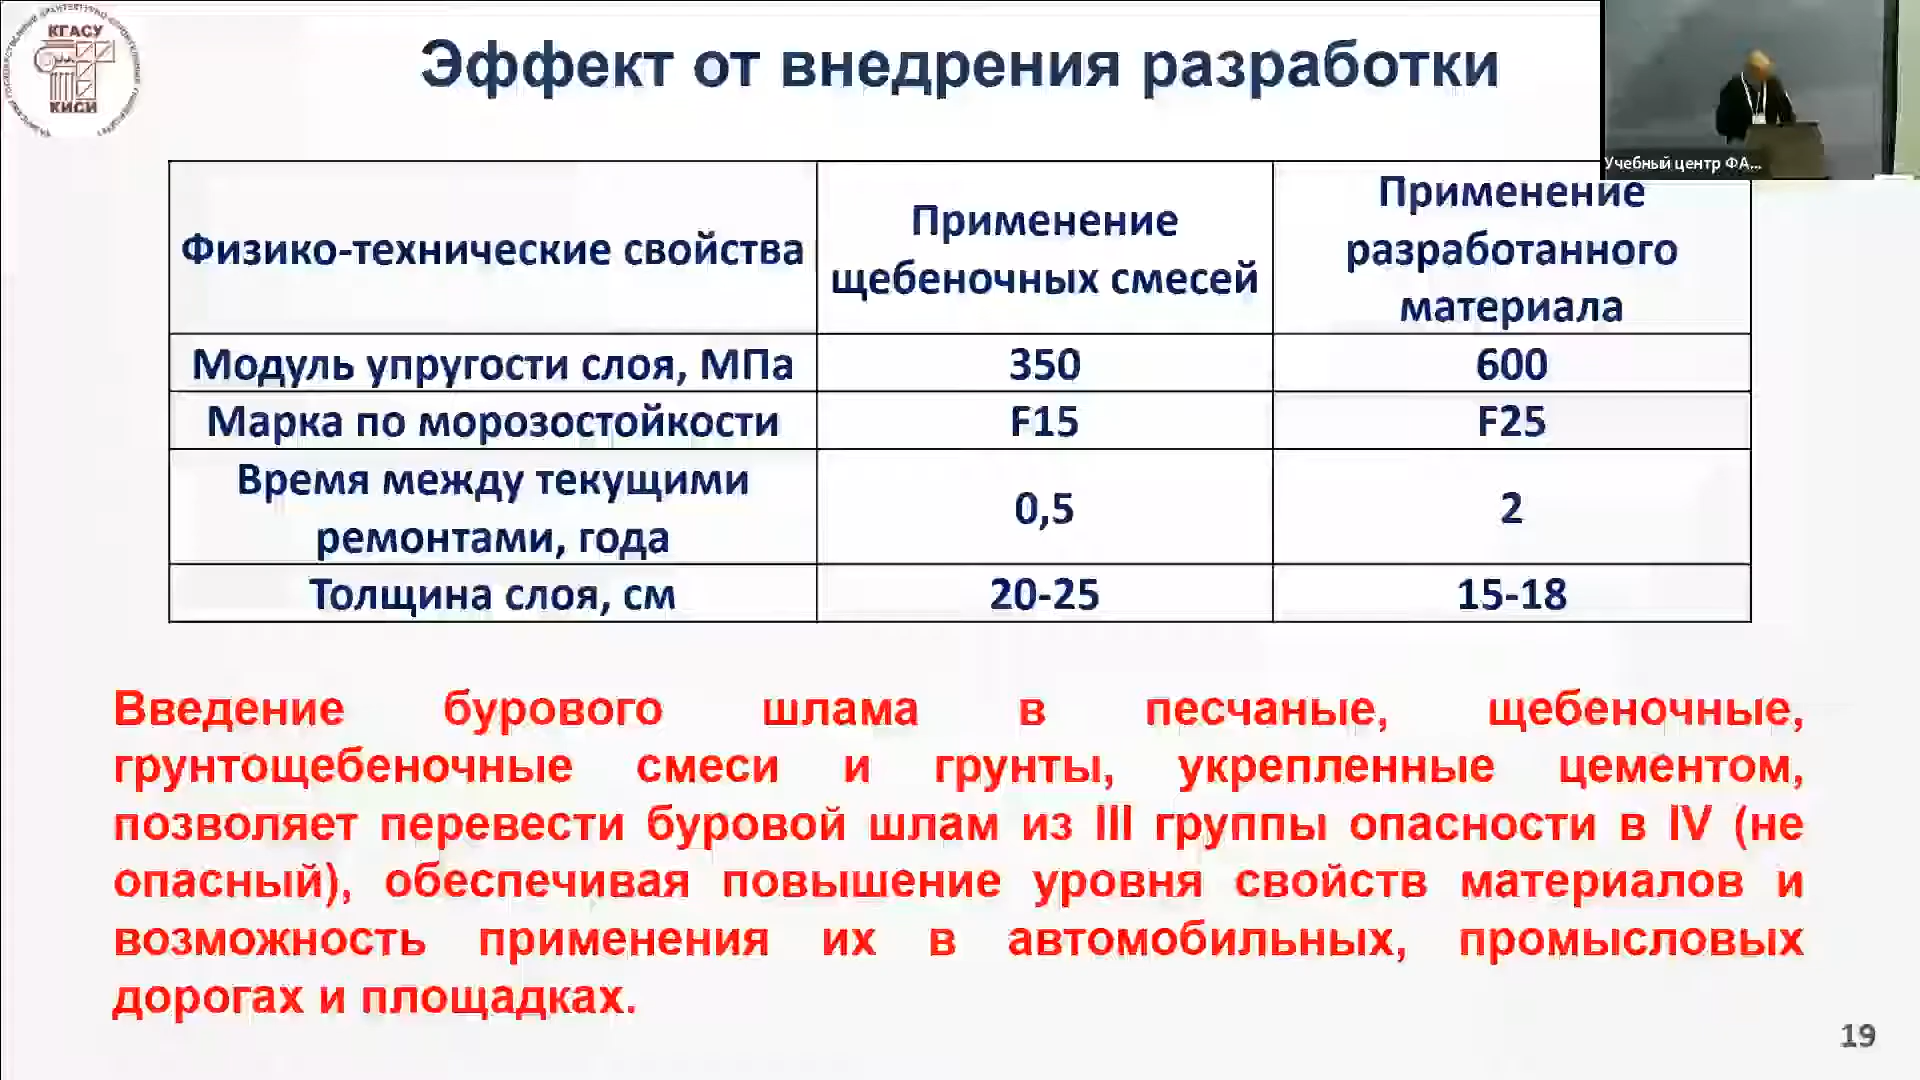 КГАСУ
КИСИ
Эффект от внедрения разработки
Учебный центр ФА...
Физико-технические свойства
Применение
щебеночных смесей
Применение
разработанного
материала
Модуль упругости слоя, МПа
350
600
Марка по морозостойкости
F15
F25
Время между текущими
ремонтами, года
0,5
2
Толщина слоя, см
20-25
15-18
Введение бурового шлама в песчаные, щебеночные,
грунтощебеночные смеси и грунты, укрепленные цементом,
позволяет перевести буровой шлам из III группы опасности в IV (не
опасный), обеспечивая повышение уровня свойств материалов и
возможность применения их в автомобильных, промысловых
дорогах и площадках.
19